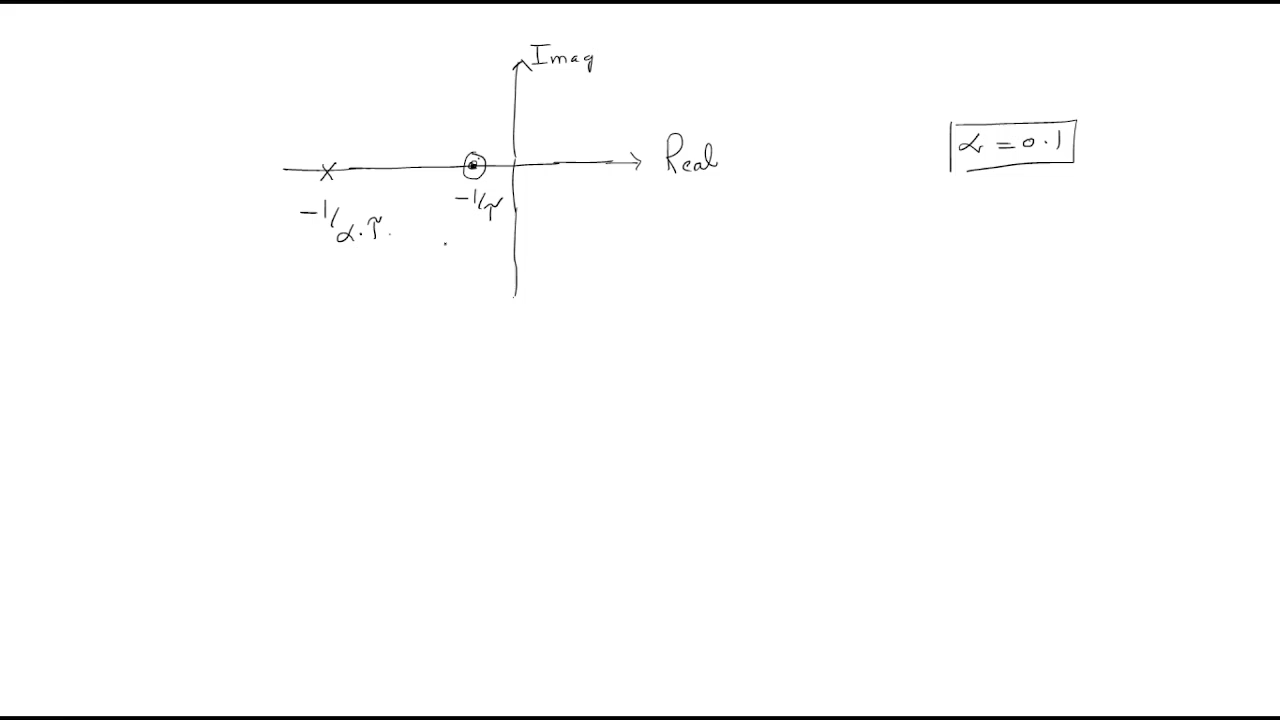 Imag
Real
α = 0.1
-1/τ
-1/α.τ